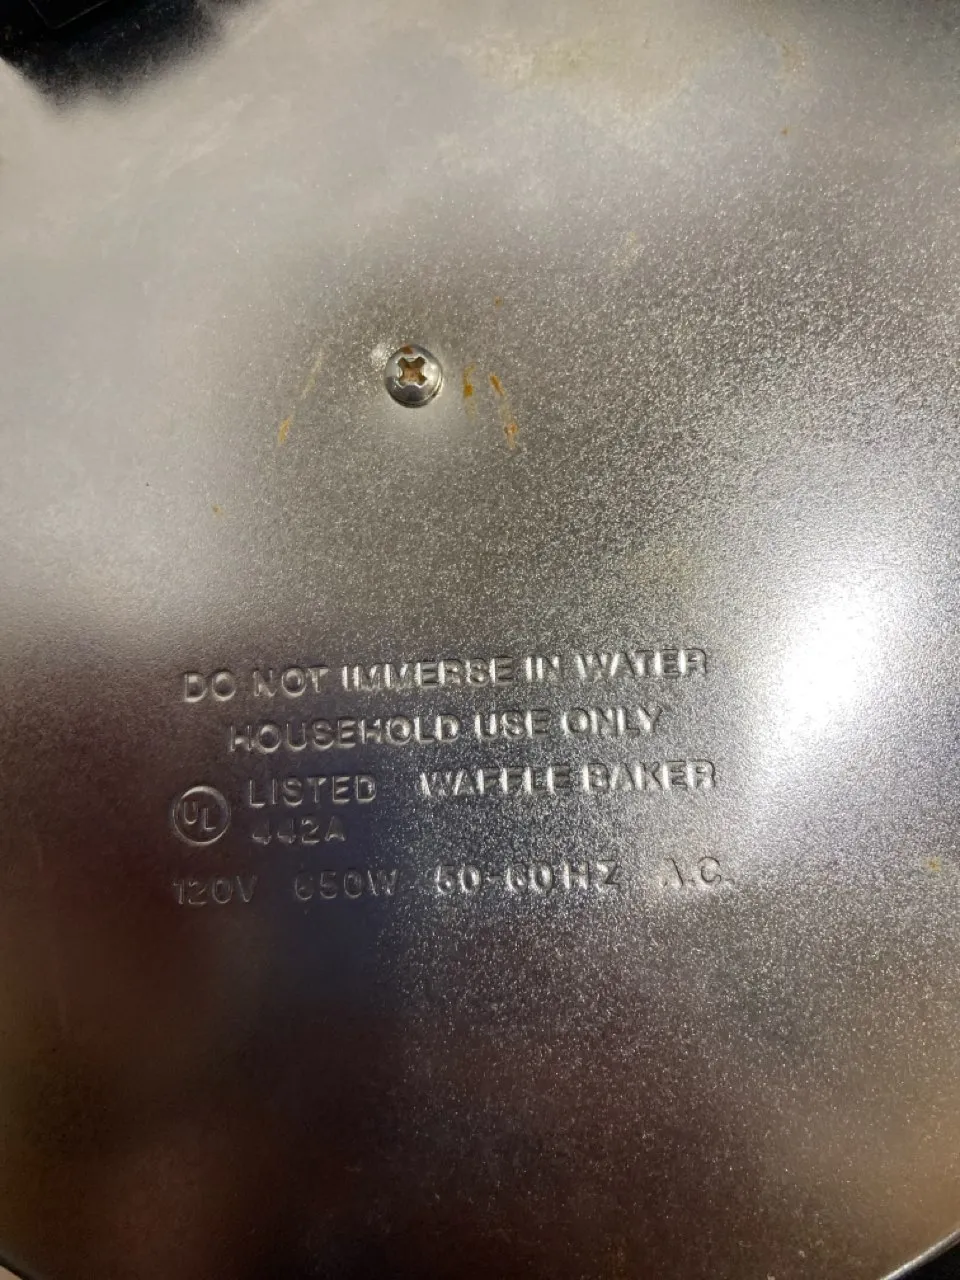 DO NOT IMMERSE IN WATER
HOUSEHOLD USE ONLY
UL LISTED WAFFLE BAKER
442A
120V 650W 50-60HZ A.C.